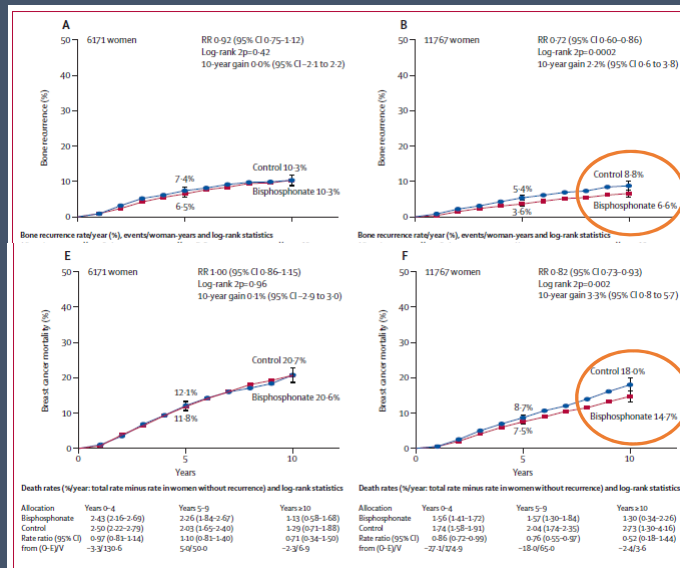 A
6171 women
RR 0·92 (95% CI 0·75–1·12)
Log-rank 2p=0·42
10-year gain 0·0% (95% CI –2·1 to 2·2)
Bone recurrence (%)
50
40
30
20
10
0
7·4%
6·5%
Control 10·3%
Bisphosphonate 10·3%
Bone recurrence rate/year (%), events/woman-years and log-rank statistics
B
11767 women
RR 0·72 (95% CI 0·60–0·86)
Log-rank 2p=0·0002
10-year gain 2·2% (95% CI 0·6 to 3·8)
Bone recurrence (%)
50
40
30
20
10
0
5·4%
3·6%
Control 8·8%
Bisphosphonate 6·6%
Bone recurrence rate/year (%), events/woman-years and log-rank statistics
E
6171 women
RR 1·00 (95% CI 0·86–1·15)
Log-rank 2p=0·96
10-year gain 0·1% (95% CI –2·9 to 3·0)
Breast cancer mortality (%)
50
40
30
20
10
0
12·1%
11·8%
Control 20·7%
Bisphosphonate 20·6%
0 5 10
Years
Death rates (%/year: total rate minus rate in women without recurrence) and log-rank statistics
Allocation Years 0–4 Years 5–9 Years ≥10
Bisphosphonate 2·43 (2·16–2·69) 2·26 (1·84–2·67) 1·13 (0·58–1·68)
Control 2·50 (2·22–2·79) 2·03 (1·65–2·40) 1·29 (0·71–1·88)
Rate ratio (95% CI) 0·97 (0·81–1·14) 1·10 (0·81–1·40) 0·71 (0·34–1·50)
from (O–E)/V –3·3/130·6 5·0/50·0 –2·3/6·9
F
11767 women
RR 0·82 (95% CI 0·73–0·93)
Log-rank 2p=0·002
10-year gain 3·3% (95% CI 0·8 to 5·7)
Breast cancer mortality (%)
50
40
30
20
10
0
8·7%
7·5%
Control 18·0%
Bisphosphonate 14·7%
0 5 10
Years
Death rates (%/year: total rate minus rate in women without recurrence) and log-rank statistics
Allocation Years 0–4 Years 5–9 Years ≥10
Bisphosphonate 1·56 (1·41–1·72) 1·57 (1·30–1·84) 1·30 (0·34–2·26)
Control 1·74 (1·58–1·91) 2·04 (1·74–2·35) 2·73 (1·30–4·16)
Rate ratio (95% CI) 0·86 (0·72–0·99) 0·76 (0·55–0·97) 0·52 (0·18–1·44)
from (O–E)/V –27·1/174·9 –18·0/65·0 –2·4/3·6